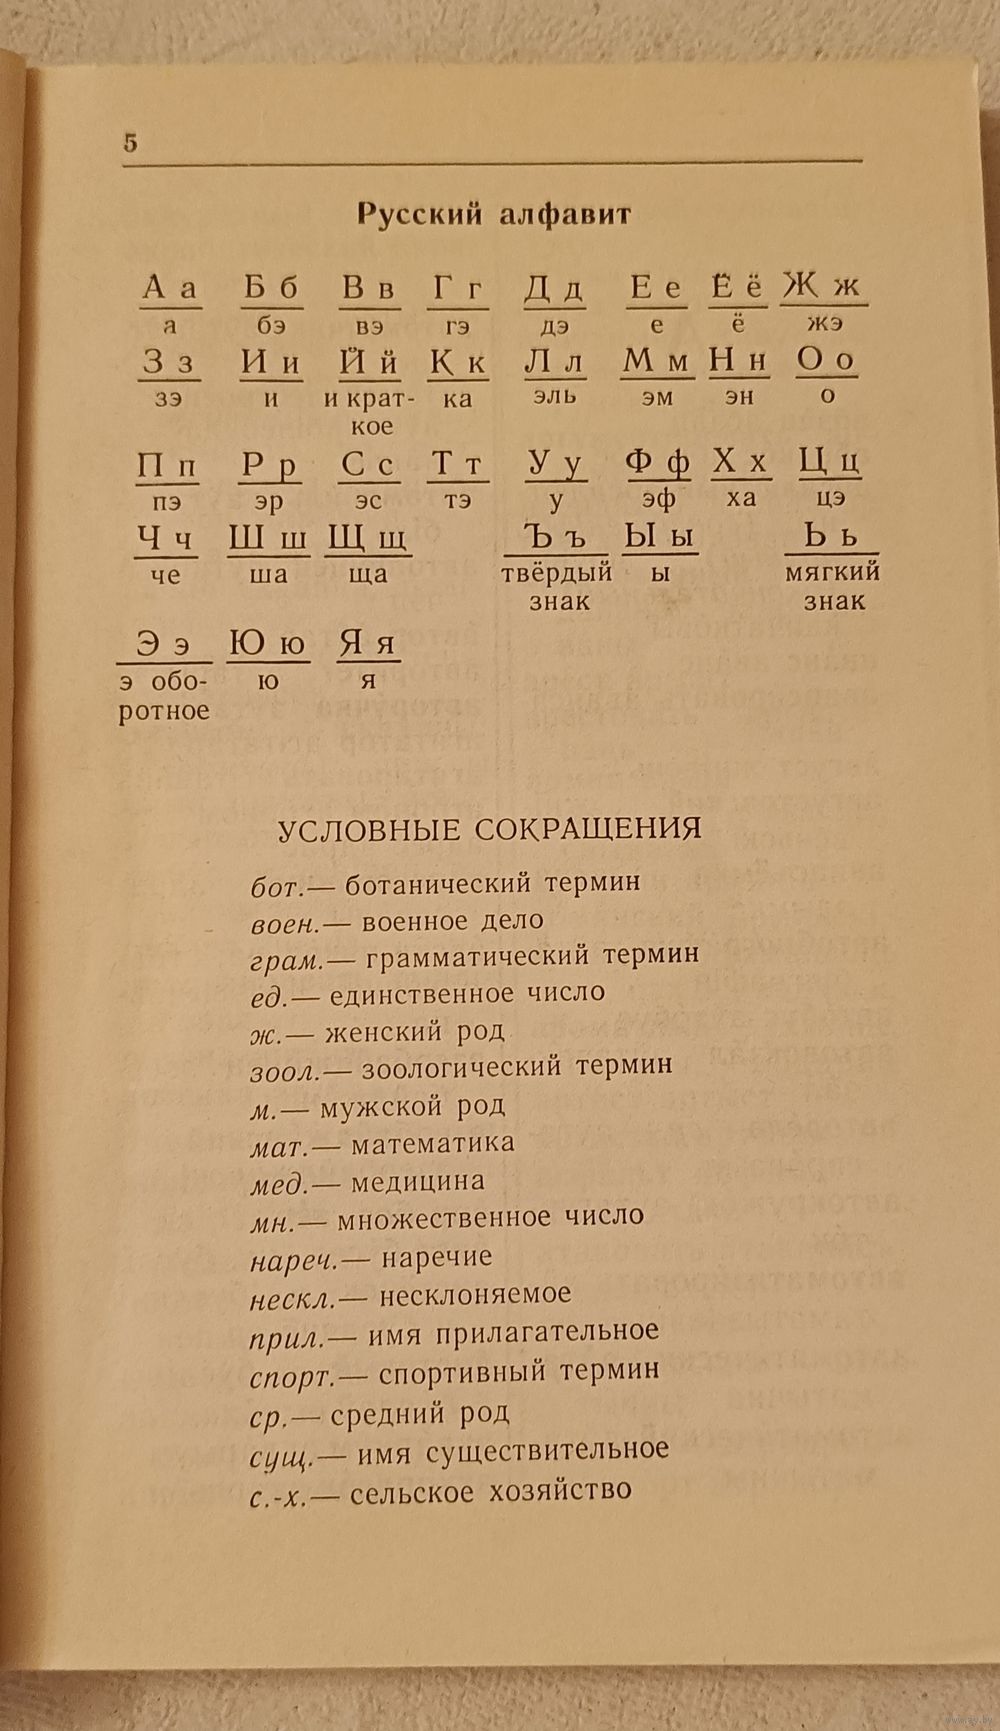 5
Русский алфавит
А а Б б В в Г г Д д Е е Ё ё Ж ж
а бэ вэ гэ дэ е ё жэ
З з И и Й й К к Л л М м Н н О о
зэ и и крат- ка эль эм эн о
кое
П п Р р С с Т т У у Ф ф Х х Ц ц
пэ эр эс тэ у эф ха цэ
Ч ч Ш ш Щ щ Ъ ъ Ы ы Ь ь
че ша ща твёрдый ы мягкий
знак знак
Э э Ю ю Я я
э обо- ю я
ротное
УСЛОВНЫЕ СОКРАЩЕНИЯ
бот.— ботанический термин
воен.— военное дело
грам.— грамматический термин
ед.— единственное число
ж.— женский род
зоол.— зоологический термин
м.— мужской род
мат.— математика
мед.— медицина
мн.— множественное число
нареч.— наречие
нескл.— несклоняемое
прил.— имя прилагательное
спорт.— спортивный термин
ср.— средний род
сущ.— имя существительное
с.-х.— сельское хозяйство